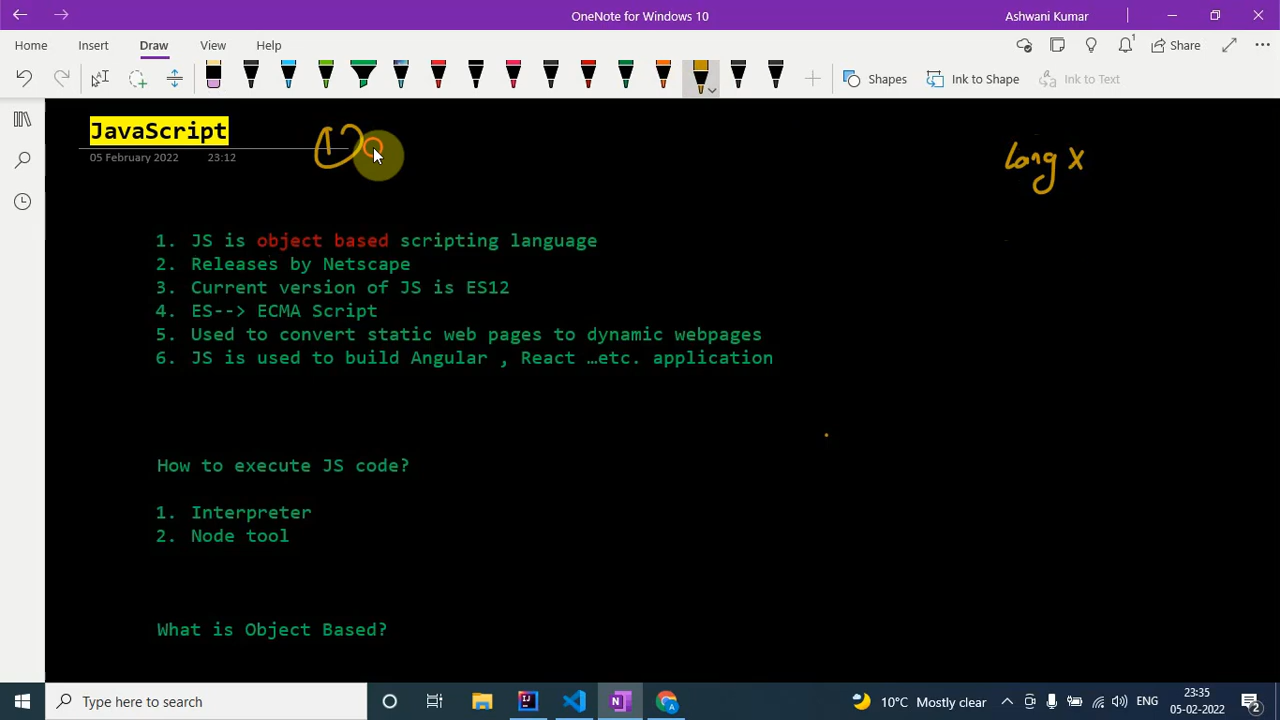 OneNote for Windows 10
Ashwani Kumar
Home
Insert
Draw
View
Help
Share
Shapes
Ink to Shape
Ink to Text
JavaScript
05 February 2022 23:12
long x
1. JS is object based scripting language
2. Releases by Netscape
3. Current version of JS is ES12
4. ES--> ECMA Script
5. Used to convert static web pages to dynamic webpages
6. JS is used to build Angular , React …etc. application
How to execute JS code?
1. Interpreter
2. Node tool
What is Object Based?
Type here to search
10°C Mostly clear
ENG
23:35
05-02-2022
2